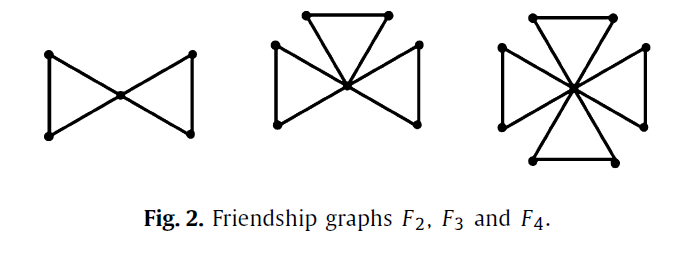 Fig. 2. Friendship graphs F₂, F₃ and F₄.